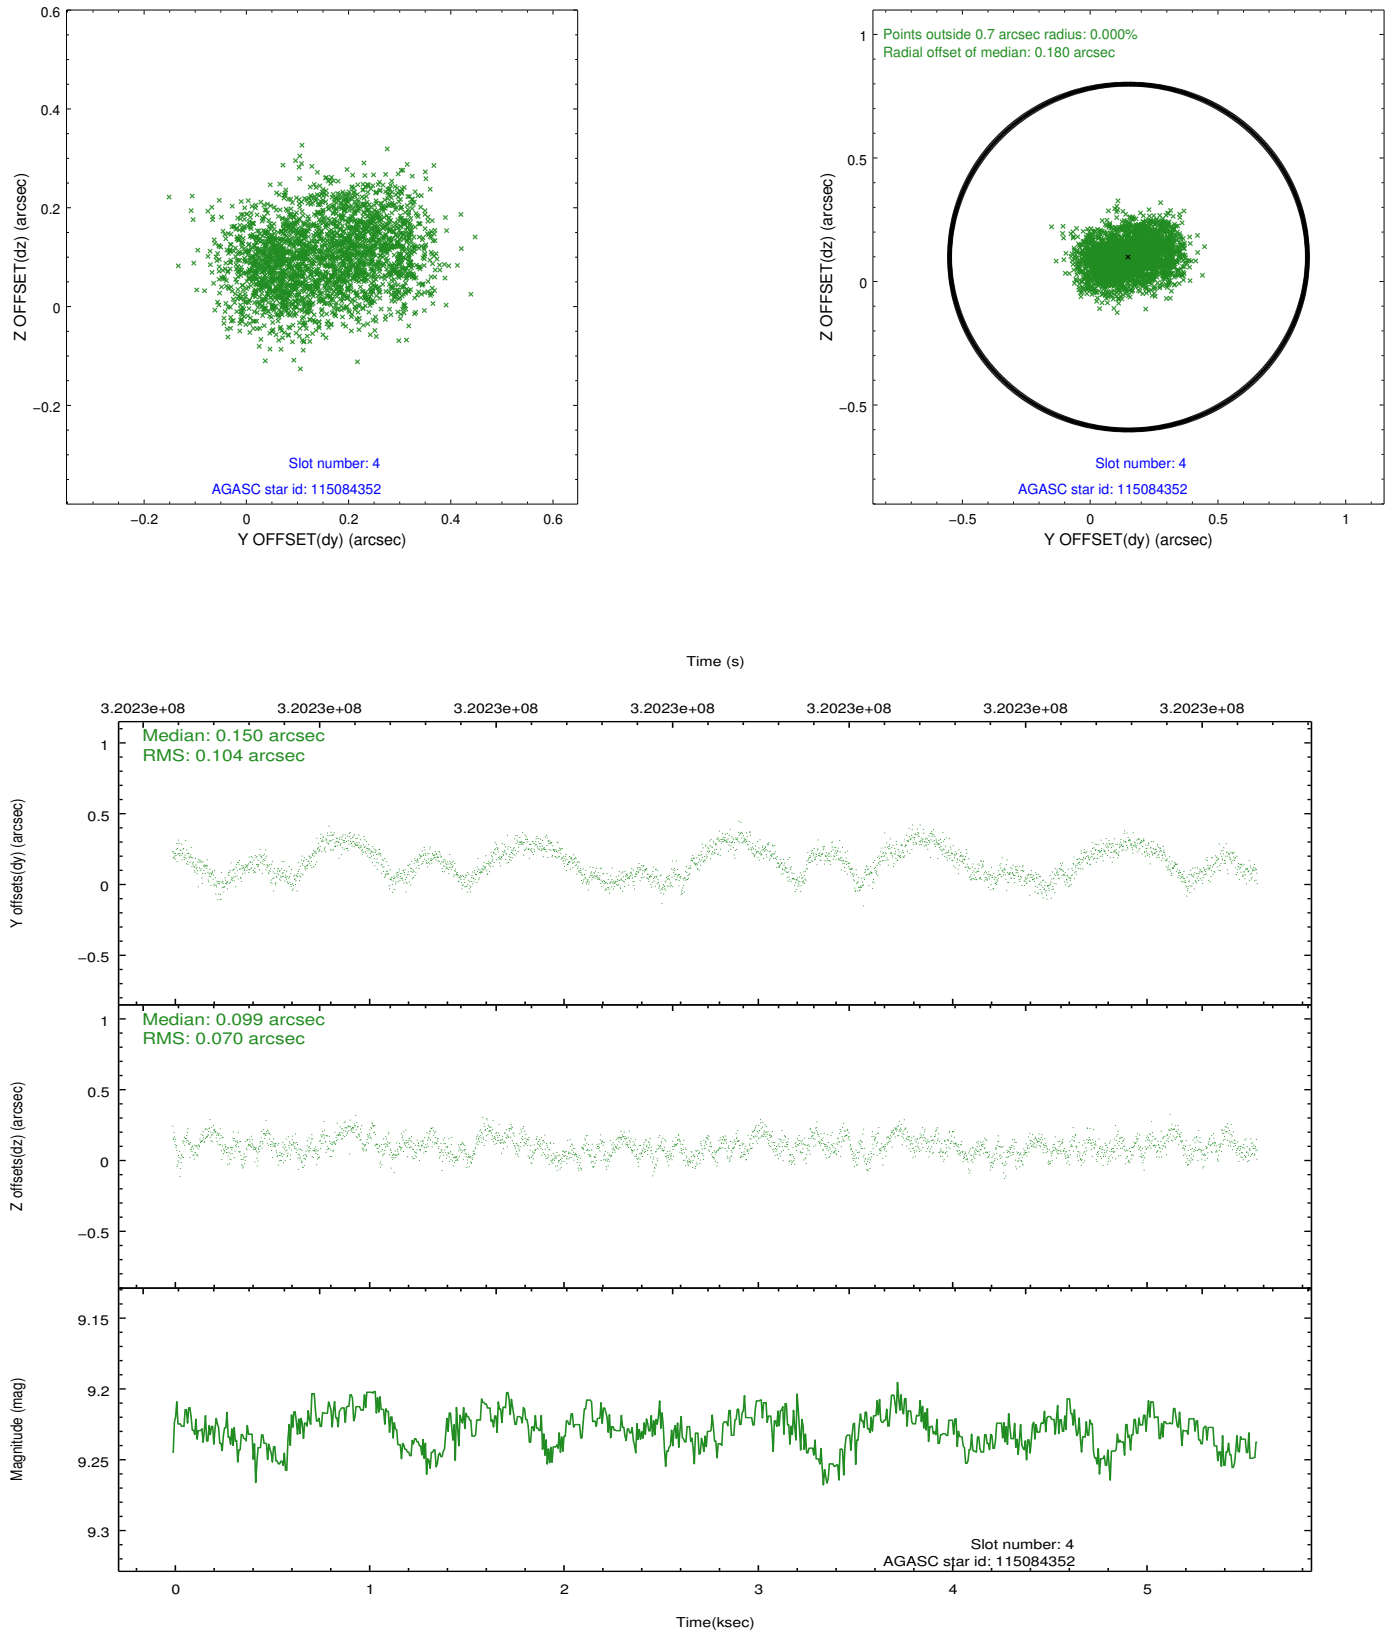 0.6
0.4
0.2
0
−0.2
Z OFFSET(dz) (arcsec)
Slot number: 4
AGASC star id: 115084352
−0.2 0 0.2 0.4 0.6
Y OFFSET(dy) (arcsec)
Points outside 0.7 arcsec radius: 0.000%
Radial offset of median: 0.180 arcsec
1
0.5
0
−0.5
Z OFFSET(dz) (arcsec)
Slot number: 4
AGASC star id: 115084352
−0.5 0 0.5 1
Y OFFSET(dy) (arcsec)
Time (s)
3.2023e+08 3.2023e+08 3.2023e+08 3.2023e+08 3.2023e+08 3.2023e+08 3.2023e+08
Median: 0.150 arcsec
RMS: 0.104 arcsec
1
0.5
0
−0.5
Y offsets(dy) (arcsec)
Median: 0.099 arcsec
RMS: 0.070 arcsec
1
0.5
0
−0.5
Z offsets(dz) (arcsec)
9.15
9.2
9.25
9.3
Magnitude (mag)
Slot number: 4
AGASC star id: 115084352
0 1 2 3 4 5
Time(ksec)